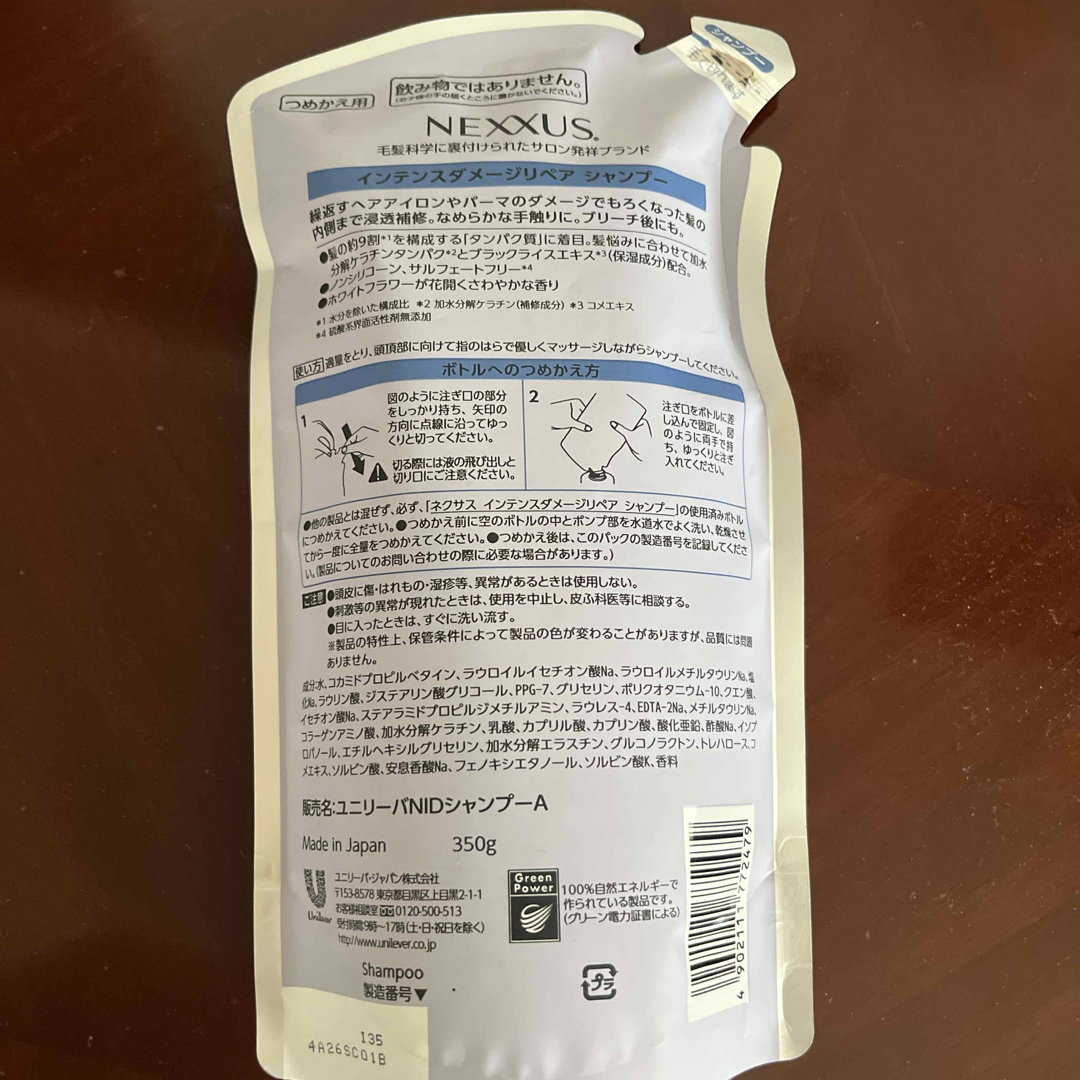 シャンプー
つめかえ用
飲み物ではありません。
(お子様の手の届くところに置かないでください。)
NEXXUS®
毛髪科学に裏付けられたサロン発祥ブランド
インテンスダメージリペア シャンプー
繰返すヘアアイロンやパーマのダメージでもろくなった髪の
内側まで浸透補修。なめらかな手触りに。ブリーチ後にも。
●髪の約9割*1を構成する「タンパク質」に着目。髪悩みに合わせて加水
分解ケラチンタンパク*2とブラックライスエキス*3(保湿成分)配合。
●ノンシリコーン、サルフェートフリー*4
●ホワイトフラワーが花開くさわやかな香り
*1 水分を除いた構成比 *2 加水分解ケラチン(補修成分) *3 コメエキス
*4 硫酸系界面活性剤無添加
使い方 適量をとり、頭頂部に向けて指のはらで優しくマッサージしながらシャンプーしてください。
ボトルへのつめかえ方
1
図のように注ぎ口の部分
をしっかり持ち、矢印の
方向に点線に沿ってゆっ
くりと切ってください。
切る際には液の飛び出しと
切り口にご注意ください。
2
注ぎ口をボトルに差
し込んで固定し、図
のように両手で持
ち、ゆっくりと注ぎ
入れてください。
●他の製品とは混ぜず、必ず、「ネクサス インテンスダメージリペア シャンプー」の使用済みボトル
につめかえてください。●つめかえ前に空のボトルの中とポンプ部を水道水でよく洗い、乾燥させ
てから一度に全量をつめかえてください。●つめかえ後は、このパックの製造番号を記録してくださ
い。(製品についてのお問い合わせの際に必要な場合があります。)
ご注意 ●頭皮に傷・はれもの・湿疹等、異常があるときは使用しない。
●刺激等の異常が現れたときは、使用を中止し、皮ふ科医等に相談する。
●目に入ったときは、すぐに洗い流す。
※製品の特性上、保管条件によって製品の色が変わることがありますが、品質には問題
ありません。
成分:水、コカミドプロピルベタイン、ラウロイルイセチオン酸Na、ラウロイルメチルタウリンNa、塩
化Na、ラウリン酸、ジステアリン酸グリコール、PPG-7、グリセリン、ポリクオタニウム-10、クエン酸、
イセチオン酸Na、ステアラミドプロピルジメチルアミン、ラウレス-4、EDTA-2Na、メチルタウリンNa、
コラーゲンアミノ酸、加水分解ケラチン、乳酸、カプリル酸、カプリン酸、酸化亜鉛、酢酸Na、イソプ
ロパノール、エチルヘキシルグリセリン、加水分解エラスチン、グルコノラクトン、トレハロース、コ
メエキス、ソルビン酸、安息香酸Na、フェノキシエタノール、ソルビン酸K、香料
販売名:ユニリーバNIDシャンプーA
Made in Japan 350g
Unilever
ユニリーバ・ジャパン株式会社
〒153-8578 東京都目黒区上目黒2-1-1
お客様相談室 0120-500-513
受付時間:9時~17時(土・日・祝日を除く)
http://www.unilever.co.jp
Green
Power
100%自然エネルギーで
作られている製品です。
(グリーン電力証書による)
4902111772479
Shampoo
製造番号▼
プラ
135
4A26SC01B